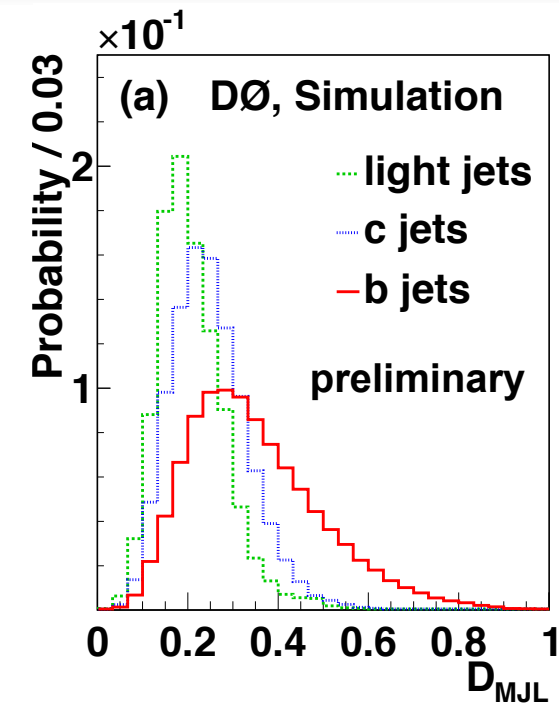 ×10⁻¹
(a) DØ, Simulation
Probability / 0.03
2
1
light jets
c jets
b jets
preliminary
0 0.2 0.4 0.6 0.8 1
D_MJL